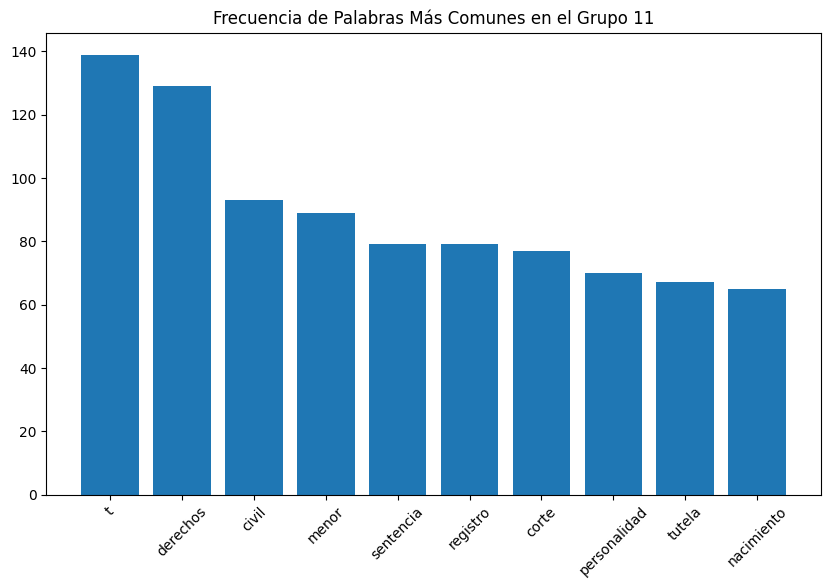 Frecuencia de Palabras Más Comunes en el Grupo 11
140
120
100
80
60
40
20
0
t
derechos
civil
menor
sentencia
registro
corte
personalidad
tutela
nacimiento